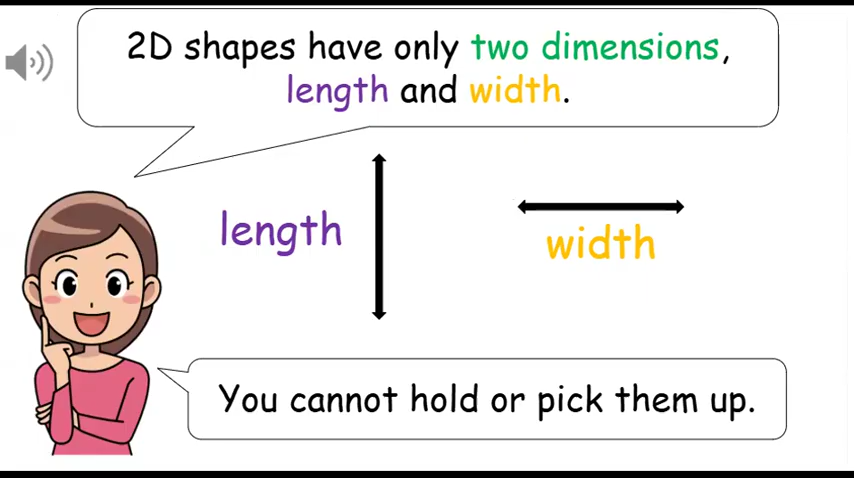 2D shapes have only two dimensions,
length and width.
length
width
You cannot hold or pick them up.